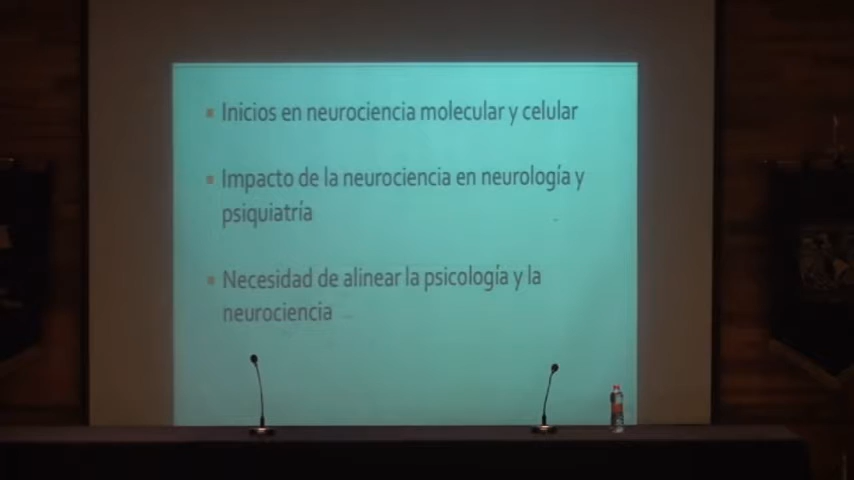 Inicios en neurociencia molecular y celular
Impacto de la neurociencia en neurología y
psiquiatría
Necesidad de alinear la psicología y la
neurociencia